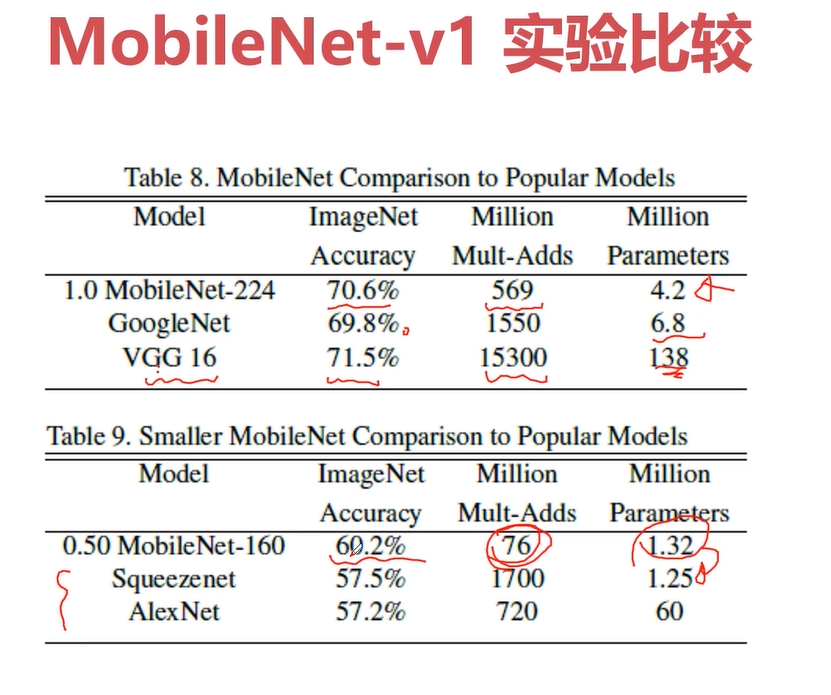 MobileNet-v1 实验比较
Table 8. MobileNet Comparison to Popular Models
Model ImageNet Million Million
Accuracy Mult-Adds Parameters
1.0 MobileNet-224 70.6% 569 4.2
GoogleNet 69.8% 1550 6.8
VGG 16 71.5% 15300 138
Table 9. Smaller MobileNet Comparison to Popular Models
Model ImageNet Million Million
Accuracy Mult-Adds Parameters
0.50 MobileNet-160 60.2% 76 1.32
Squeezenet 57.5% 1700 1.25
AlexNet 57.2% 720 60